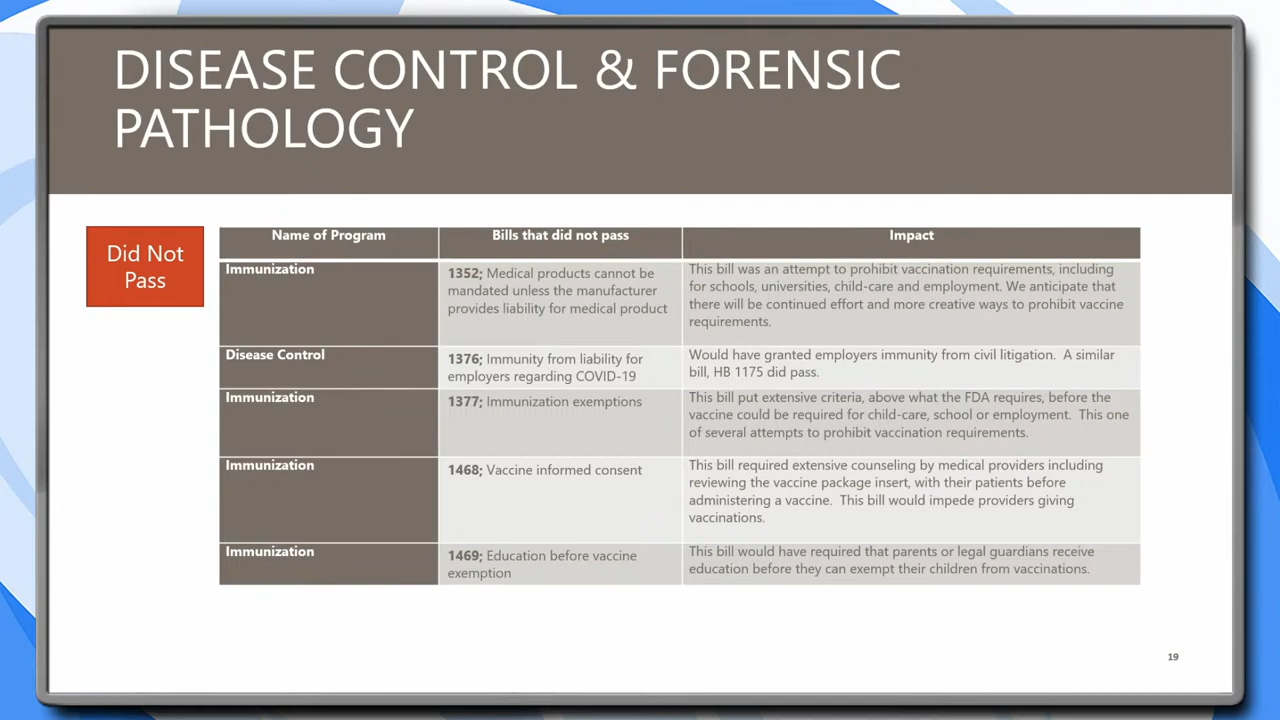 DISEASE CONTROL & FORENSIC
PATHOLOGY
Did Not
Pass
Name of Program
Bills that did not pass
Impact
Immunization
1352; Medical products cannot be
mandated unless the manufacturer
provides liability for medical product
This bill was an attempt to prohibit vaccination requirements, including
for schools, universities, child-care and employment. We anticipate that
there will be continued effort and more creative ways to prohibit vaccine
requirements.
Disease Control
1376; Immunity from liability for
employers regarding COVID-19
Would have granted employers immunity from civil litigation. A similar
bill, HB 1175 did pass.
Immunization
1377; Immunization exemptions
This bill put extensive criteria, above what the FDA requires, before the
vaccine could be required for child-care, school or employment. This one
of several attempts to prohibit vaccination requirements.
Immunization
1468; Vaccine informed consent
This bill required extensive counseling by medical providers including
reviewing the vaccine package insert, with their patients before
administering a vaccine. This bill would impede providers giving
vaccinations.
Immunization
1469; Education before vaccine
exemption
This bill would have required that parents or legal guardians receive
education before they can exempt their children from vaccinations.
19